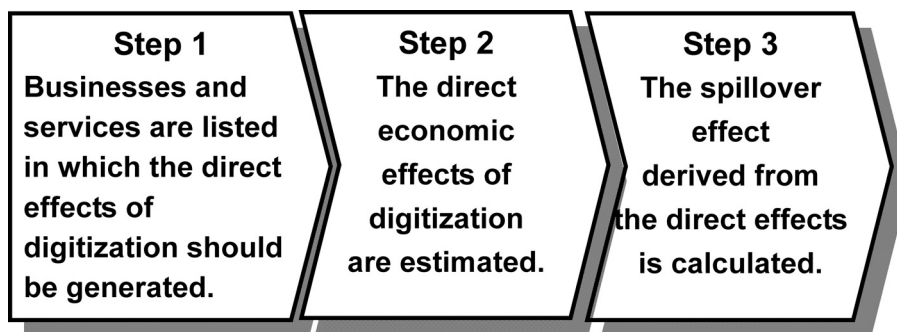 Step 1
Businesses and
services are listed
in which the direct
effects of
digitization should
be generated.
Step 2
The direct
economic
effects of
digitization
are estimated.
Step 3
The spillover
effect
derived from
the direct effects
is calculated.